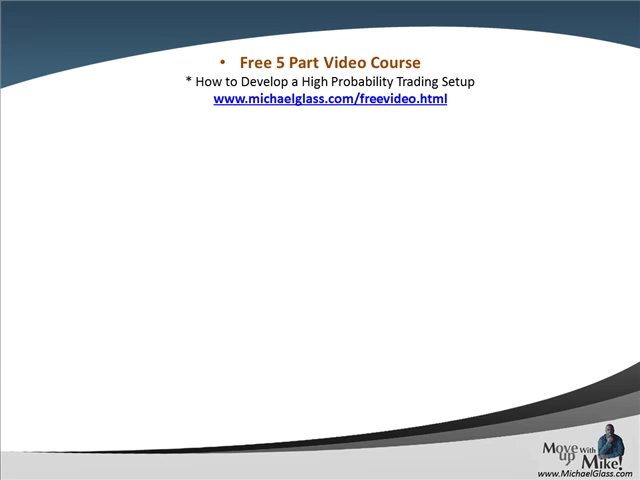 • Free 5 Part Video Course
* How to Develop a High Probability Trading Setup
www.michaelglass.com/freevideo.html
Move up With Mike!
www.MichaelGlass.com